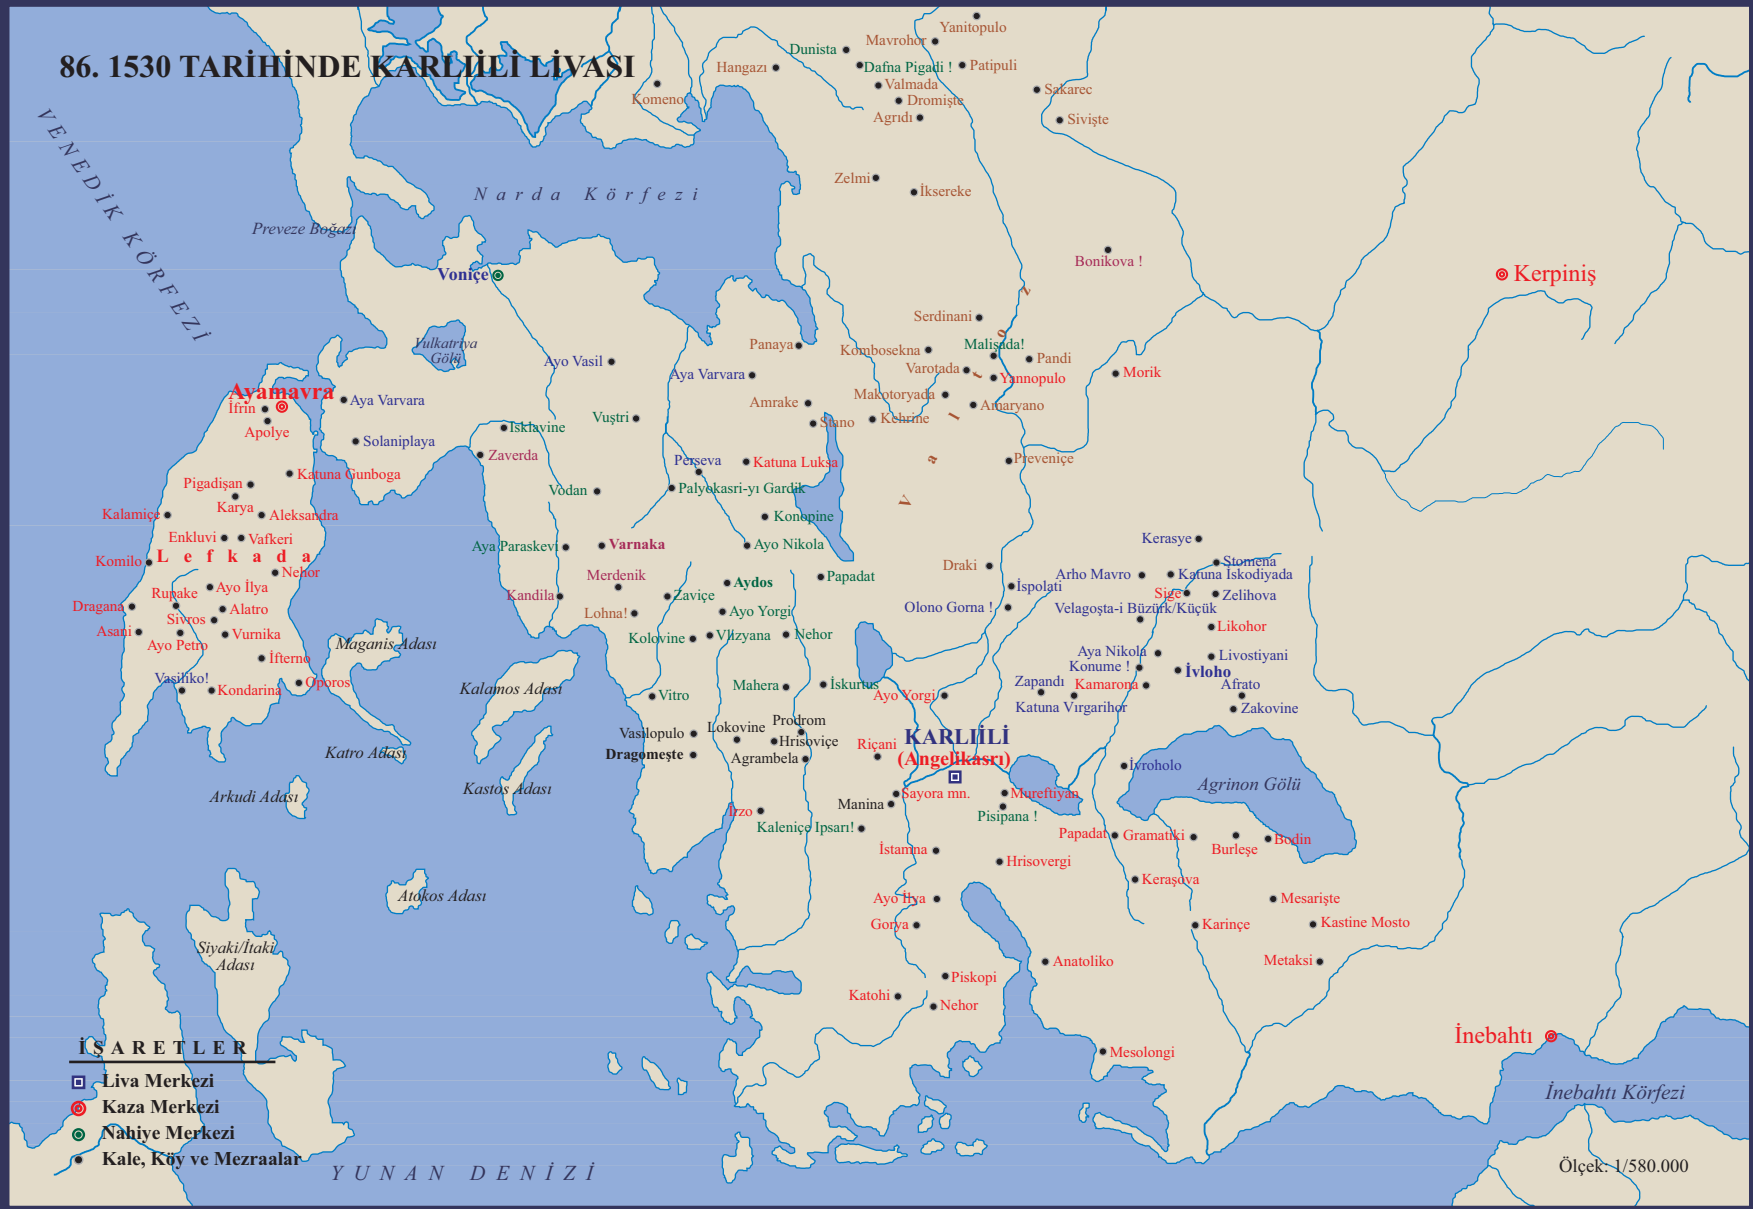 86. 1530 TARİHİNDE KARLIİLİ LİVASI
VENEDİK KÖRFEZİ
Narda Körfezi
Preveze Boğazı
Yanitopulo
Mavrohor
Dunista
Hangazı
Dafna Pigadi !
Patipuli
Valmada
Komeno
Dromişte
Sakarec
Agrıdı
Sivişte
Zelmi
İksereke
Bonikova !
Voniçe
Kerpiniş
Serdinani
Vulkatriya
Gölü
Panaya
Kombosekna
Malişada!
Pandi
Ayo Vasil
Varotada
Aya Varvara
Yannopulo
Morik
Ayamavra
İfrin
Apolye
Aya Varvara
Makotoryada
Amrake
Amaryano
Valtoz
Vuştri
Stano
Kehrine
Isklavine
Solaniplaya
Zaverda
Perseva
Katuna Luksa
Preveniçe
Katuna Gunboga
Pigadişan
Karya
Vodan
Palyokasri-yı Gardik
Kalamiçe
Aleksandra
Konopine
Enkluvi
Vafkeri
Aya Paraskevi
Varnaka
Ayo Nikola
Kerasye
Lefkada
Komilo
Stomena
Nehor
Draki
Arho Mavro
Katuna İskodiyada
Merdenik
Aydos
Papadat
Ayo İlya
Rupake
İspolati
Sige
Zelihova
Kandila
Zaviçe
Dragana
Alatro
Olono Gorna !
Velagoşta-i Büzürk/Küçük
Lohna!
Ayo Yorgi
Sivros
Likohor
Asani
Vurnika
Kolovine
Vlizyana
Nehor
Ayo Petro
Maganis Adası
Aya Nikola
Livostiyani
İfterno
Konume !
İvloho
Vasiliko!
Kondarina
Oporos
Kalamos Adası
Mahera
İskurtus
Zapandı
Kamarona
Afrato
Vitro
Ayo Yorgi
Katuna Vırgarihor
Zakovine
Prodrom
Lokovine
Vasilopulo
Hrisoviçe
KARLIİLİ
(Angelikasrı)
Riçani
Katro Adası
Dragomeşte
Agrambela
İvroholo
Agrinon Gölü
Arkudi Adası
Kastos Adası
Sayora mn.
Mureftiyan
Manina
İrzo
Pisipana !
Kaleniçe Ipsarı!
Papadat
Gramatiki
Burleşe
Bodin
İstamna
Hrisovergi
Keraşova
Atokos Adası
Ayo İlya
Mesarişte
Gorya
Karinçe
Kastine Mosto
Siyaki/İtaki
Adası
Anatoliko
Metaksi
Piskopi
Katohi
Nehor
İnebahtı
Mesolongi
İnebahtı Körfezi
İŞARETLER
Liva Merkezi
Kaza Merkezi
Nahiye Merkezi
Kale, Köy ve Mezraalar
YUNAN DENİZİ
Ölçek: 1/580.000